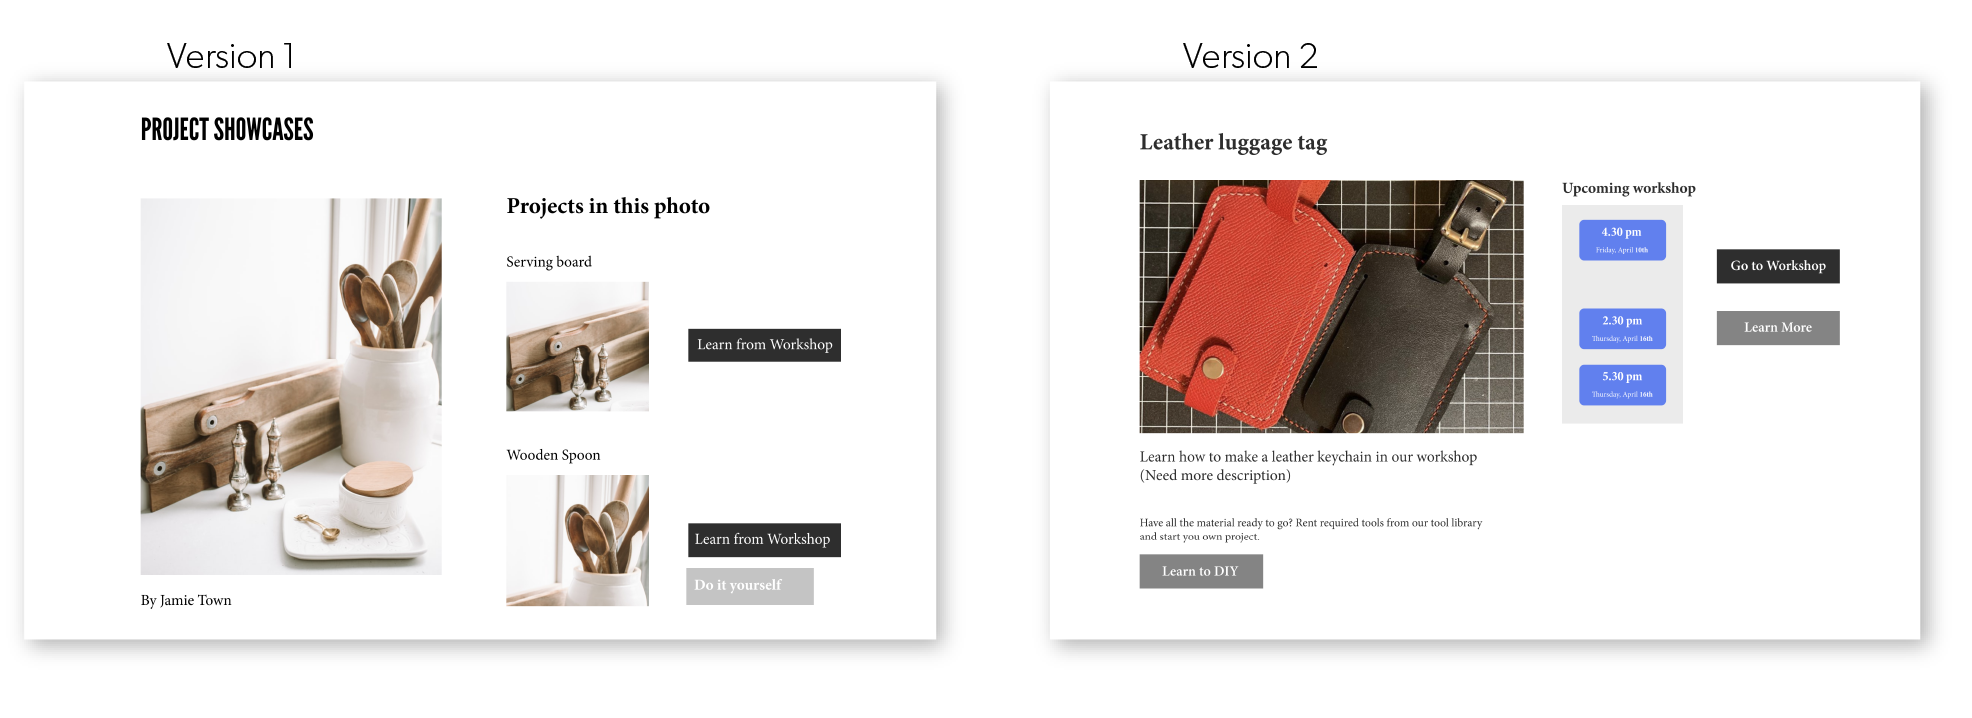 Version 1
PROJECT SHOWCASES
Projects in this photo
Serving board
Learn from Workshop
Wooden Spoon
Learn from Workshop
Do it yourself
By Jamie Town
Version 2
Leather luggage tag
Upcoming workshop
4.30 pm
Friday, April 10th
2.30 pm
Thursday, April 16th
5.30 pm
Thursday, April 16th
Go to Workshop
Learn More
Learn how to make a leather keychain in our workshop
(Need more description)
Have all the material ready to go? Rent required tools from our tool library
and start you own project.
Learn to DIY